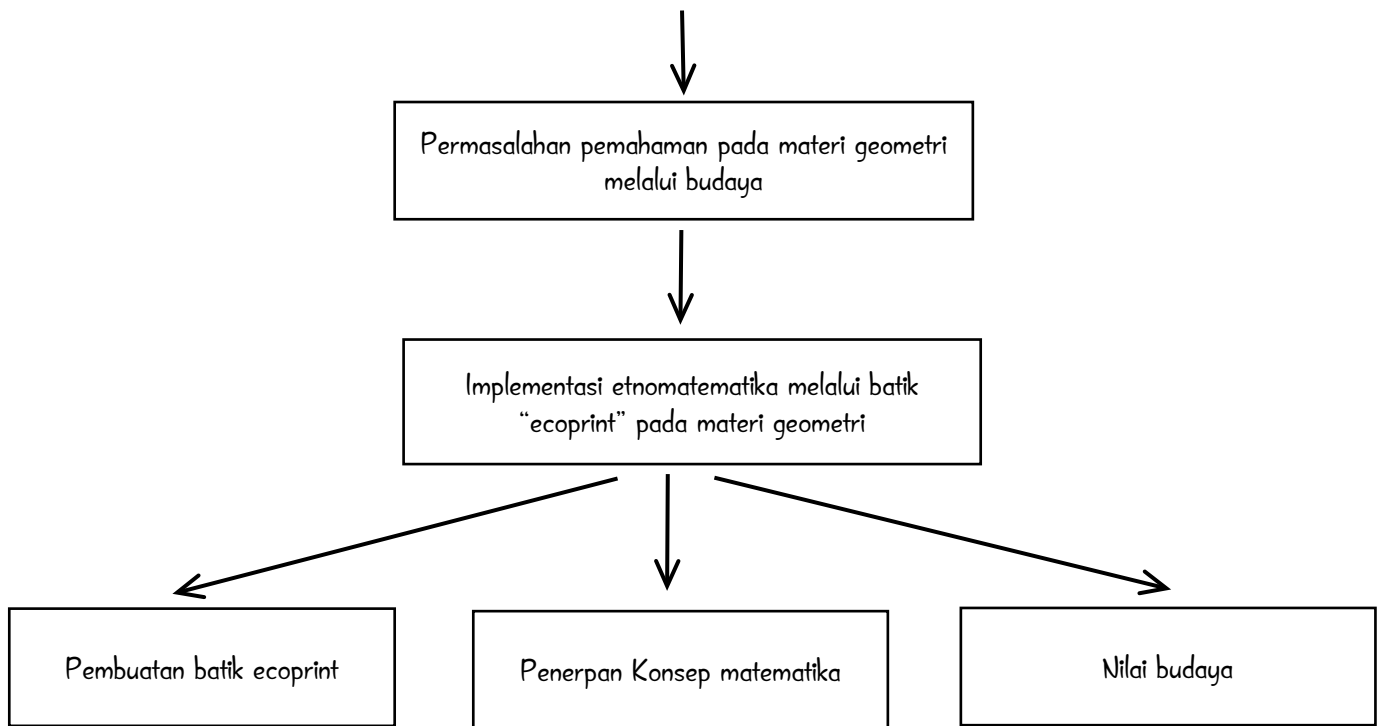 Permasalahan pemahaman pada materi geometri
melalui budaya
Implementasi etnomatematika melalui batik
“ecoprint” pada materi geometri
Pembuatan batik ecoprint
Penerpan Konsep matematika
Nilai budaya